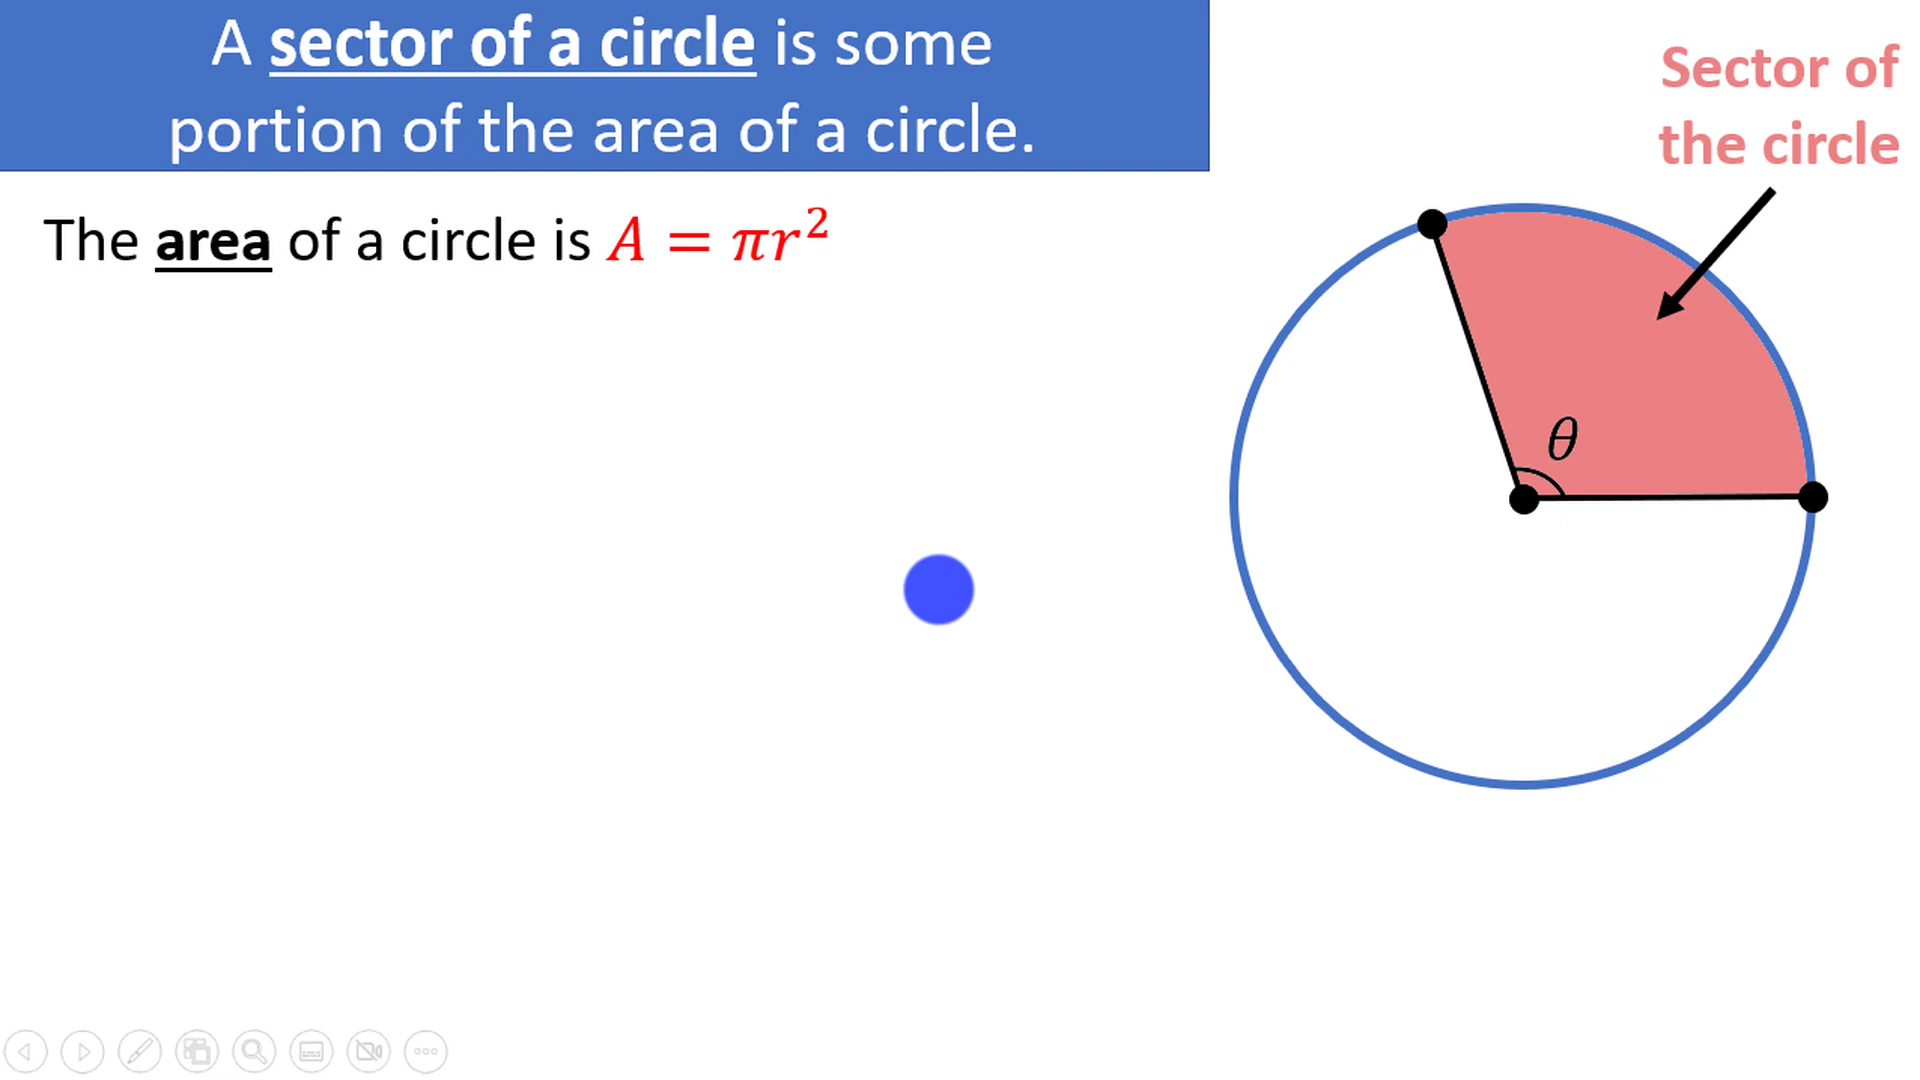 A sector of a circle is some
portion of the area of a circle.
Sector of
the circle
The area of a circle is A = πr²
θ